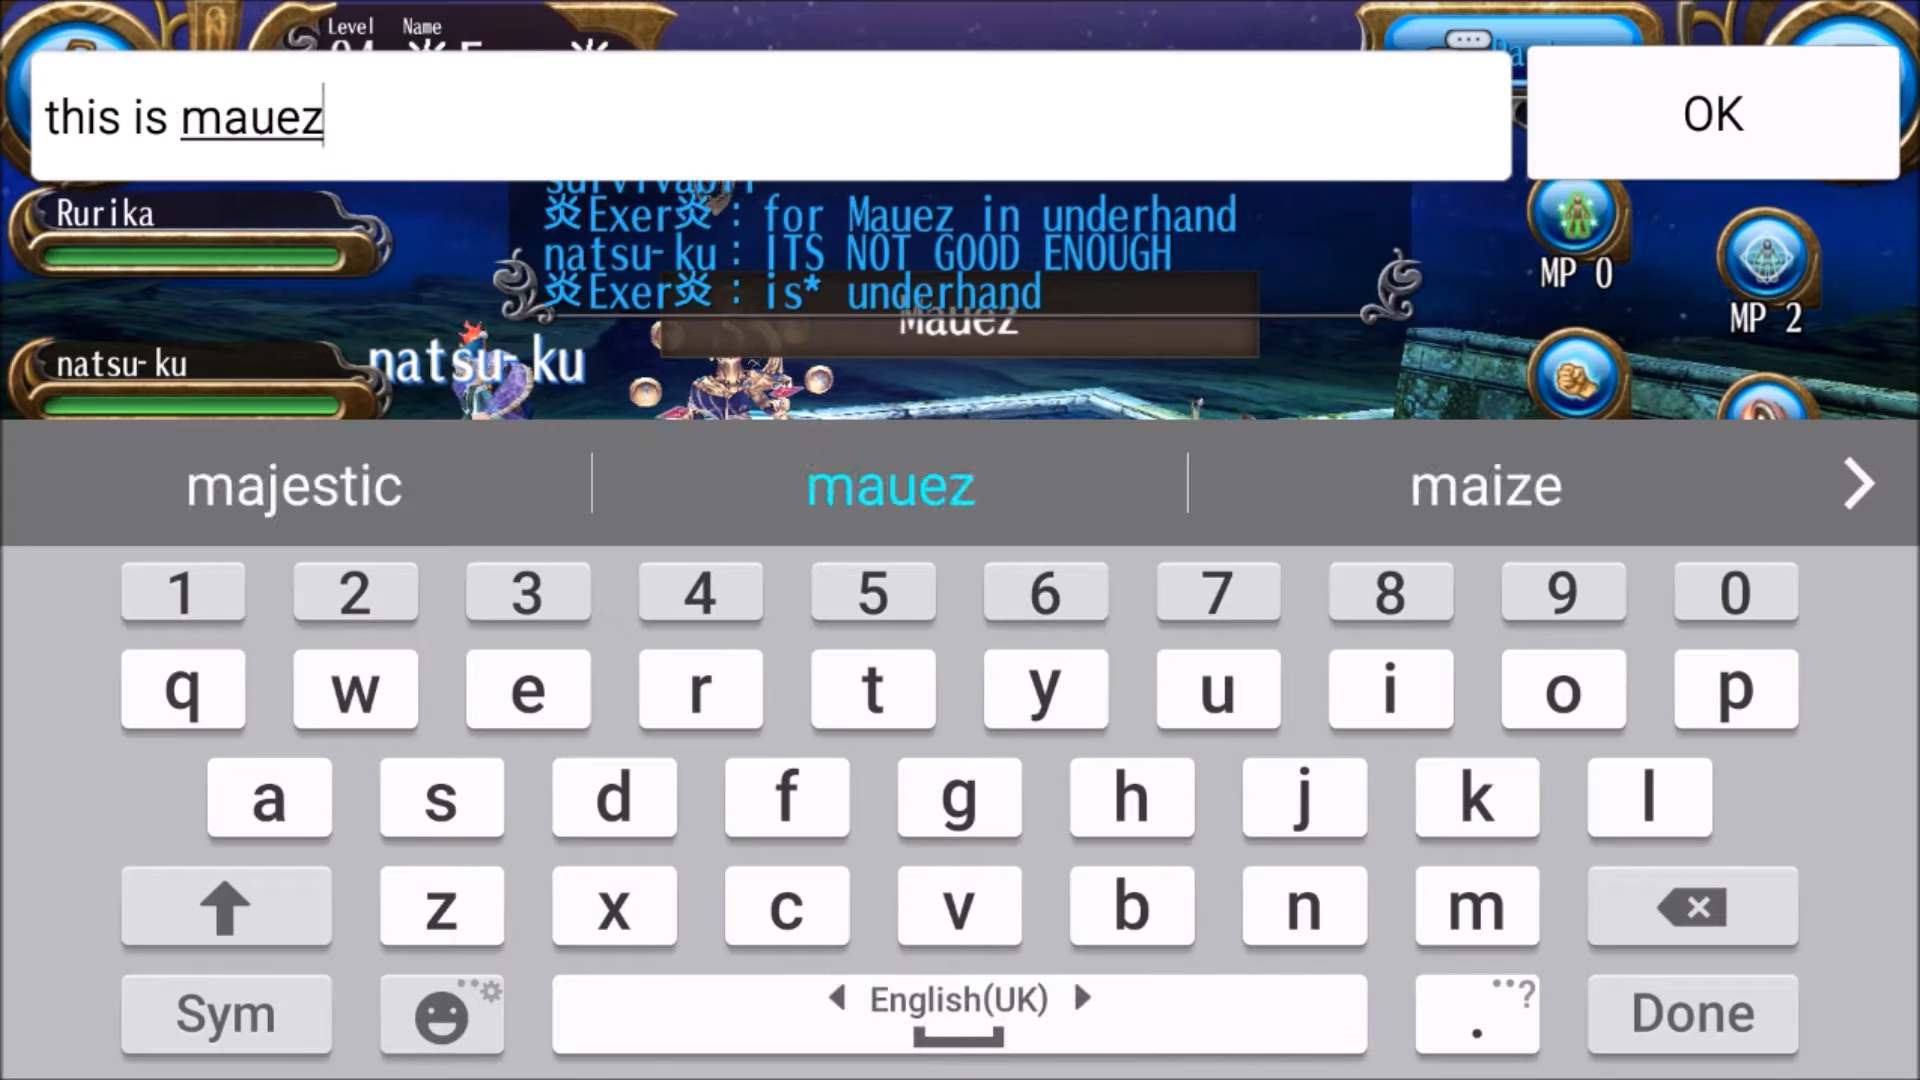 Level Name
this is mauez
OK
Rurika
炎Exer炎: for Mauez in underhand
natsu-ku: ITS NOT GOOD ENOUGH
炎Exer炎: is* underhand
Mauez
MP 0
MP 2
natsu-ku
natsu-ku
majestic mauez maize
1 2 3 4 5 6 7 8 9 0
q w e r t y u i o p
a s d f g h j k l
z x c v b n m
Sym English(UK) . ? Done